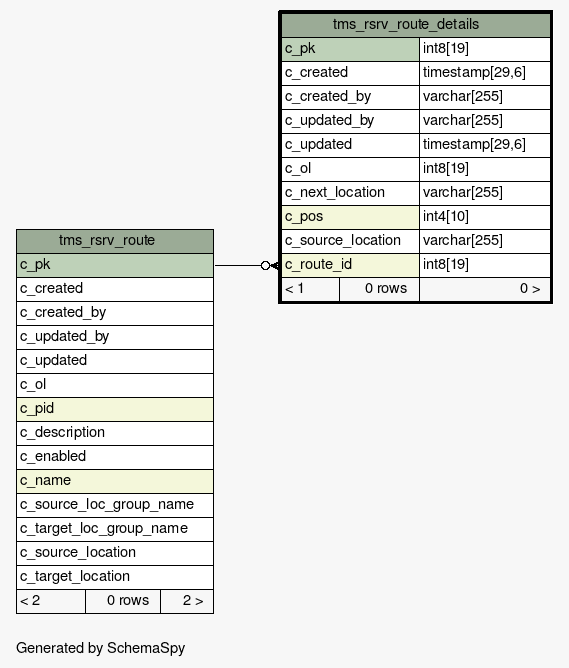 tms_rsrv_route_details
c_pk int8[19]
c_created timestamp[29,6]
c_created_by varchar[255]
c_updated_by varchar[255]
c_updated timestamp[29,6]
c_ol int8[19]
c_next_location varchar[255]
c_pos int4[10]
c_source_location varchar[255]
c_route_id int8[19]
< 1 0 rows 0 >
tms_rsrv_route
c_pk
c_created
c_created_by
c_updated_by
c_updated
c_ol
c_pid
c_description
c_enabled
c_name
c_source_loc_group_name
c_target_loc_group_name
c_source_location
c_target_location
< 2 0 rows 2 >
Generated by SchemaSpy